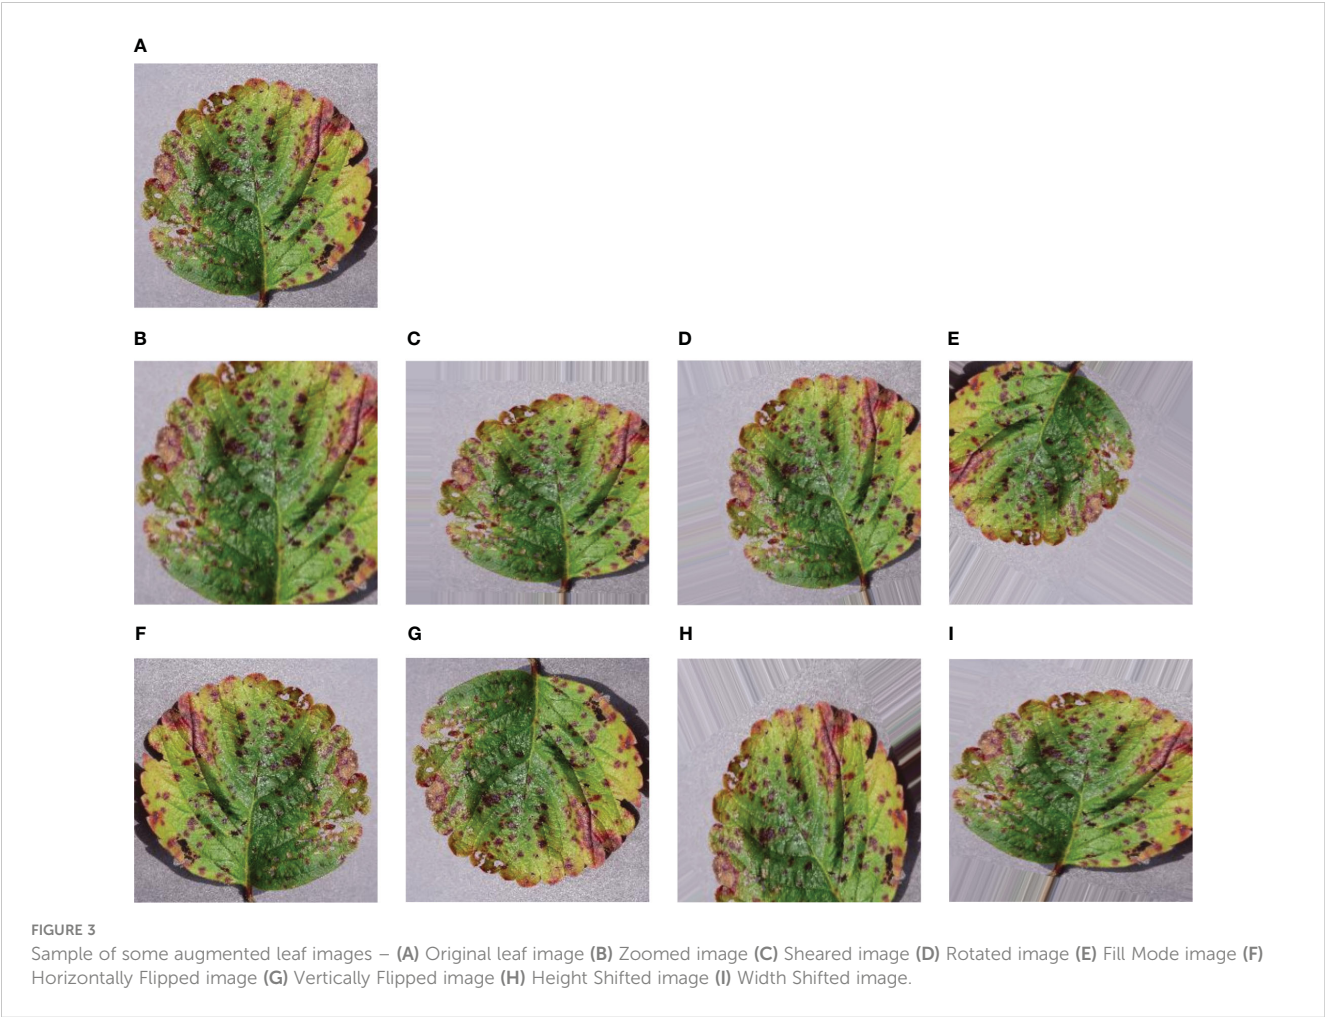 A
B C D E
F G H I
FIGURE 3
Sample of some augmented leaf images – (A) Original leaf image (B) Zoomed image (C) Sheared image (D) Rotated image (E) Fill Mode image (F)
Horizontally Flipped image (G) Vertically Flipped image (H) Height Shifted image (I) Width Shifted image.